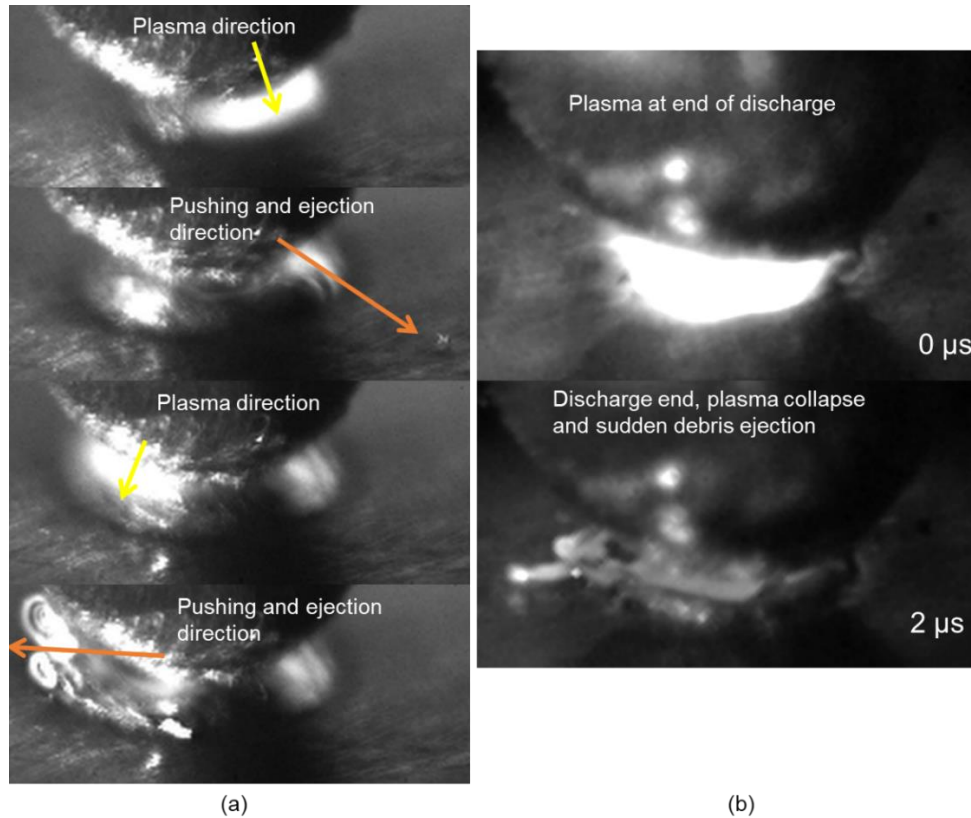 Plasma direction
Pushing and ejection
direction
Plasma direction
Pushing and ejection
direction
(a)
Plasma at end of discharge
0 µs
Discharge end, plasma collapse
and sudden debris ejection
2 µs
(b)